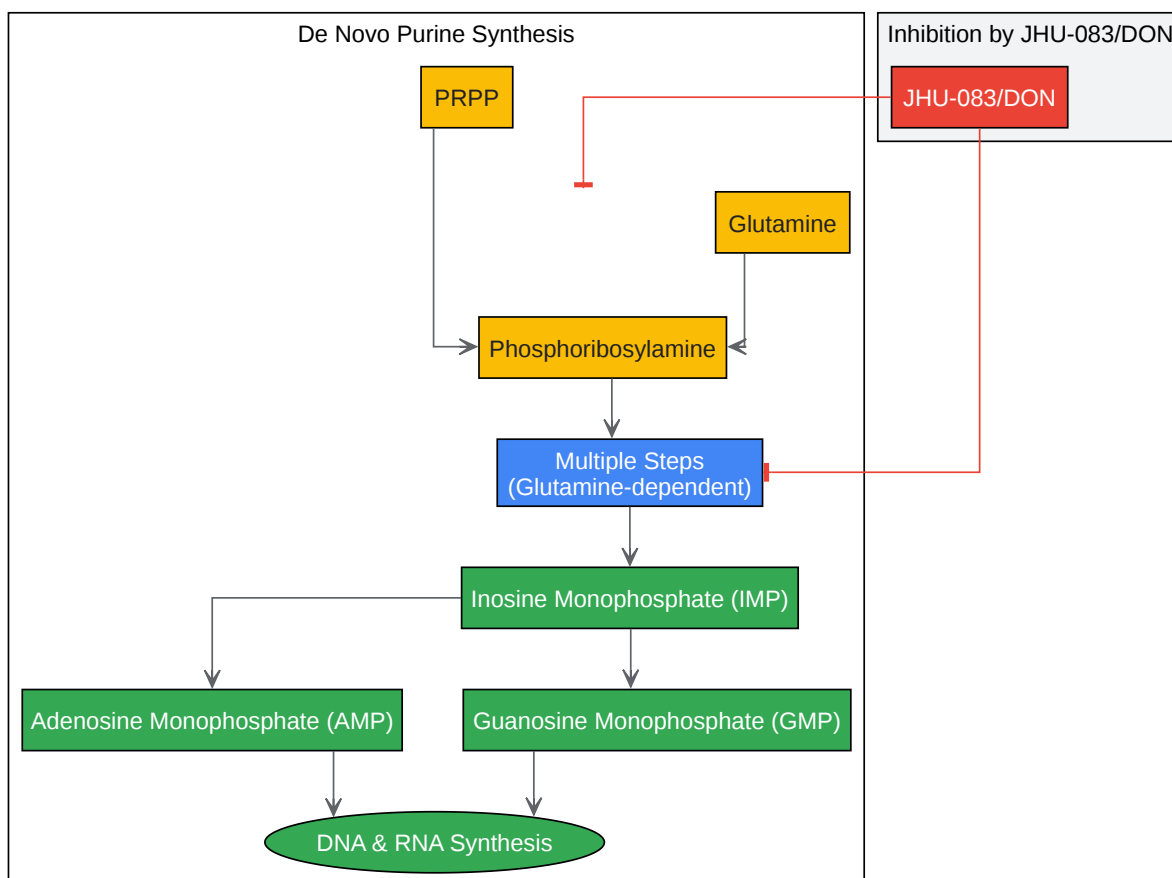 De Novo Purine Synthesis
Inhibition by JHU-083/DON
PRPP
JHU-083/DON
Glutamine
Phosphoribosylamine
Multiple Steps
(Glutamine-dependent)
Inosine Monophosphate (IMP)
Adenosine Monophosphate (AMP)
Guanosine Monophosphate (GMP)
DNA & RNA Synthesis